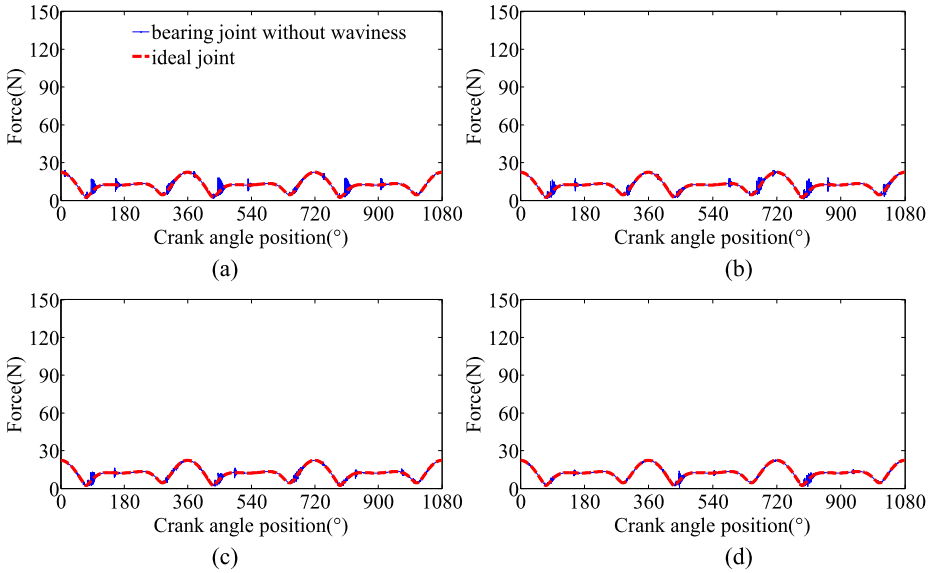 150
120
90
60
30
0
Force(N)
bearing joint without waviness
ideal joint
0 180 360 540 720 900 1080
Crank angle position(°)
(a)
150
120
90
60
30
0
Force(N)
0 180 360 540 720 900 1080
Crank angle position(°)
(b)
150
120
90
60
30
0
Force(N)
0 180 360 540 720 900 1080
Crank angle position(°)
(c)
150
120
90
60
30
0
Force(N)
0 180 360 540 720 900 1080
Crank angle position(°)
(d)